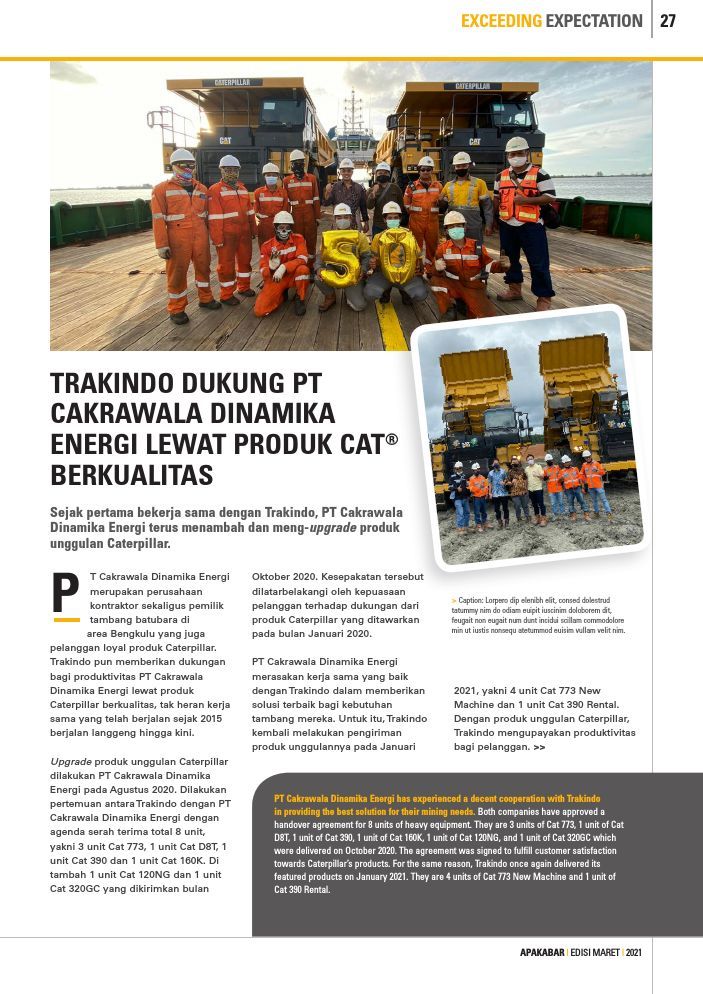 EXCEEDING EXPECTATION 27
CATERPILLAR
CATERPILLAR
CAT
CAT
50
TRAKINDO DUKUNG PT
CAKRAWALA DINAMIKA
ENERGI LEWAT PRODUK CAT®
BERKUALITAS
Sejak pertama bekerja sama dengan Trakindo, PT Cakrawala
Dinamika Energi terus menambah dan meng-upgrade produk
unggulan Caterpillar.
PT Cakrawala Dinamika Energi
merupakan perusahaan
kontraktor sekaligus pemilik
tambang batubara di
area Bengkulu yang juga
pelanggan loyal produk Caterpillar.
Trakindo pun memberikan dukungan
bagi produktivitas PT Cakrawala
Dinamika Energi lewat produk
Caterpillar berkualitas, tak heran kerja
sama yang telah berjalan sejak 2015
berjalan langgeng hingga kini.
Upgrade produk unggulan Caterpillar
dilakukan PT Cakrawala Dinamika
Energi pada Agustus 2020. Dilakukan
pertemuan antara Trakindo dengan PT
Cakrawala Dinamika Energi dengan
agenda serah terima total 8 unit,
yakni 3 unit Cat 773, 1 unit Cat D8T, 1
unit Cat 390 dan 1 unit Cat 160K. Di
tambah 1 unit Cat 120NG dan 1 unit
Cat 320GC yang dikirimkan bulan
Oktober 2020. Kesepakatan tersebut
dilatarbelakangi oleh kepuasaan
pelanggan terhadap dukungan dari
produk Caterpillar yang ditawarkan
pada bulan Januari 2020.
PT Cakrawala Dinamika Energi
merasakan kerja sama yang baik
dengan Trakindo dalam memberikan
solusi terbaik bagi kebutuhan
tambang mereka. Untuk itu, Trakindo
kembali melakukan pengiriman
produk unggulannya pada Januari
> Caption: Lorpero dip elenibh elit, consed dolestrud
tatummy nim do odiam euipit iuscinim doloborem dit,
feugait non eugait num dunt incidui scillam commodolore
min ut iustis nonsequ atetummod euisim vullam velit nim.
2021, yakni 4 unit Cat 773 New
Machine dan 1 unit Cat 390 Rental.
Dengan produk unggulan Caterpillar,
Trakindo mengupayakan produktivitas
bagi pelanggan. >>
PT Cakrawala Dinamika Energi has experienced a decent cooperation with Trakindo
in providing the best solution for their mining needs. Both companies have approved a
handover agreement for 8 units of heavy equipment. They are 3 units of Cat 773, 1 unit of Cat
D8T, 1 unit of Cat 390, 1 unit of Cat 160K, 1 unit of Cat 120NG, and 1 unit of Cat 320GC which
were delivered on October 2020. The agreement was signed to fulfill customer satisfaction
towards Caterpillar's products. For the same reason, Trakindo once again delivered its
featured products on January 2021. They are 4 units of Cat 773 New Machine and 1 unit of
Cat 390 Rental.
APAKABAR | EDISI MARET | 2021